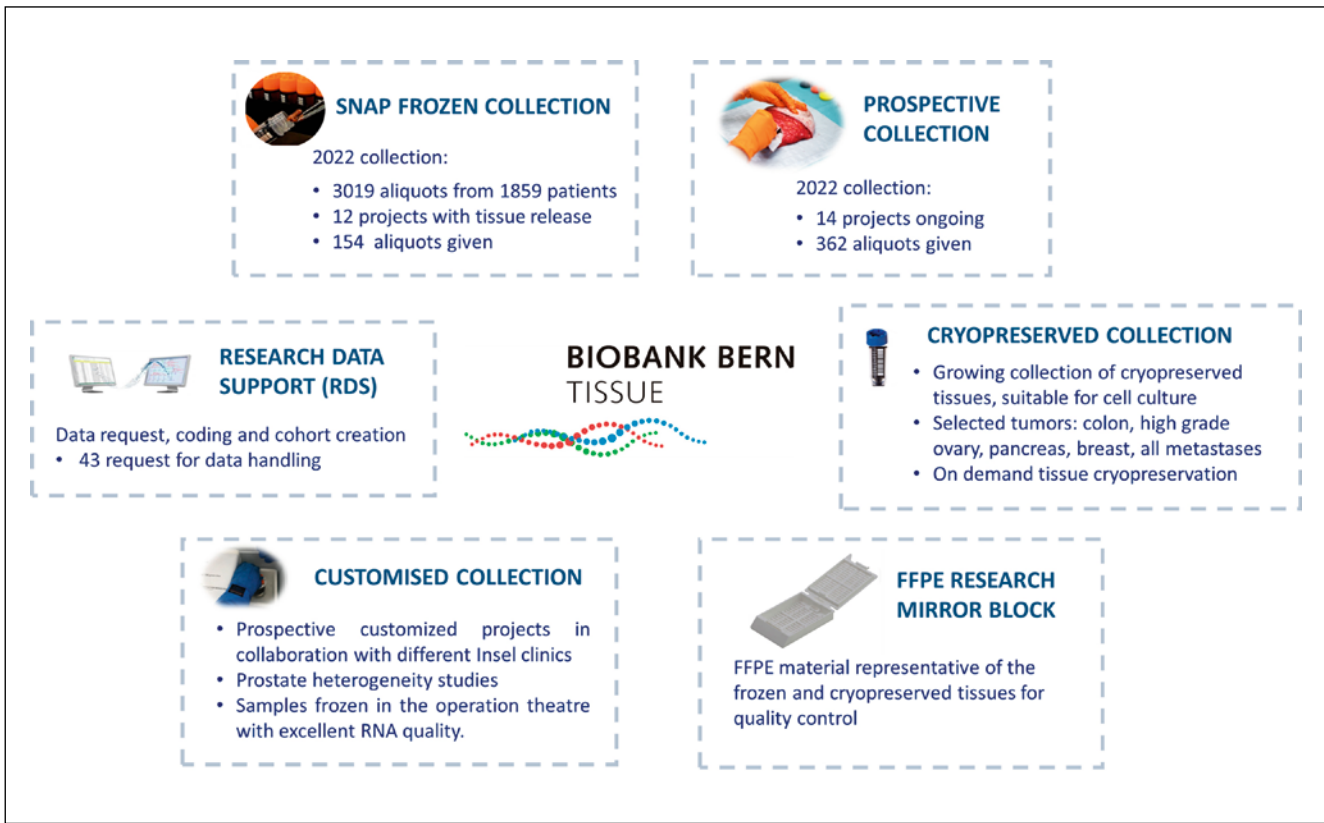 SNAP FROZEN COLLECTION
2022 collection:
• 3019 aliquots from 1859 patients
• 12 projects with tissue release
• 154 aliquots given
PROSPECTIVE
COLLECTION
2022 collection:
• 14 projects ongoing
• 362 aliquots given
RESEARCH DATA
SUPPORT (RDS)
Data request, coding and cohort creation
• 43 request for data handling
BIOBANK BERN
TISSUE
CRYOPRESERVED COLLECTION
• Growing collection of cryopreserved
tissues, suitable for cell culture
• Selected tumors: colon, high grade
ovary, pancreas, breast, all metastases
• On demand tissue cryopreservation
CUSTOMISED COLLECTION
• Prospective customized projects in
collaboration with different Insel clinics
• Prostate heterogeneity studies
• Samples frozen in the operation theatre
with excellent RNA quality.
FFPE RESEARCH
MIRROR BLOCK
FFPE material representative of the
frozen and cryopreserved tissues for
quality control